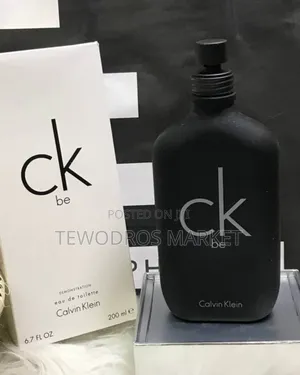 ck
be
DEMONSTRATION
eau de toilette
Calvin Klein
6.7 FL OZ.
200 ml ℮
ck
be
Calvin Klein
POSTED ON JIJI
TEWODROS MARKET